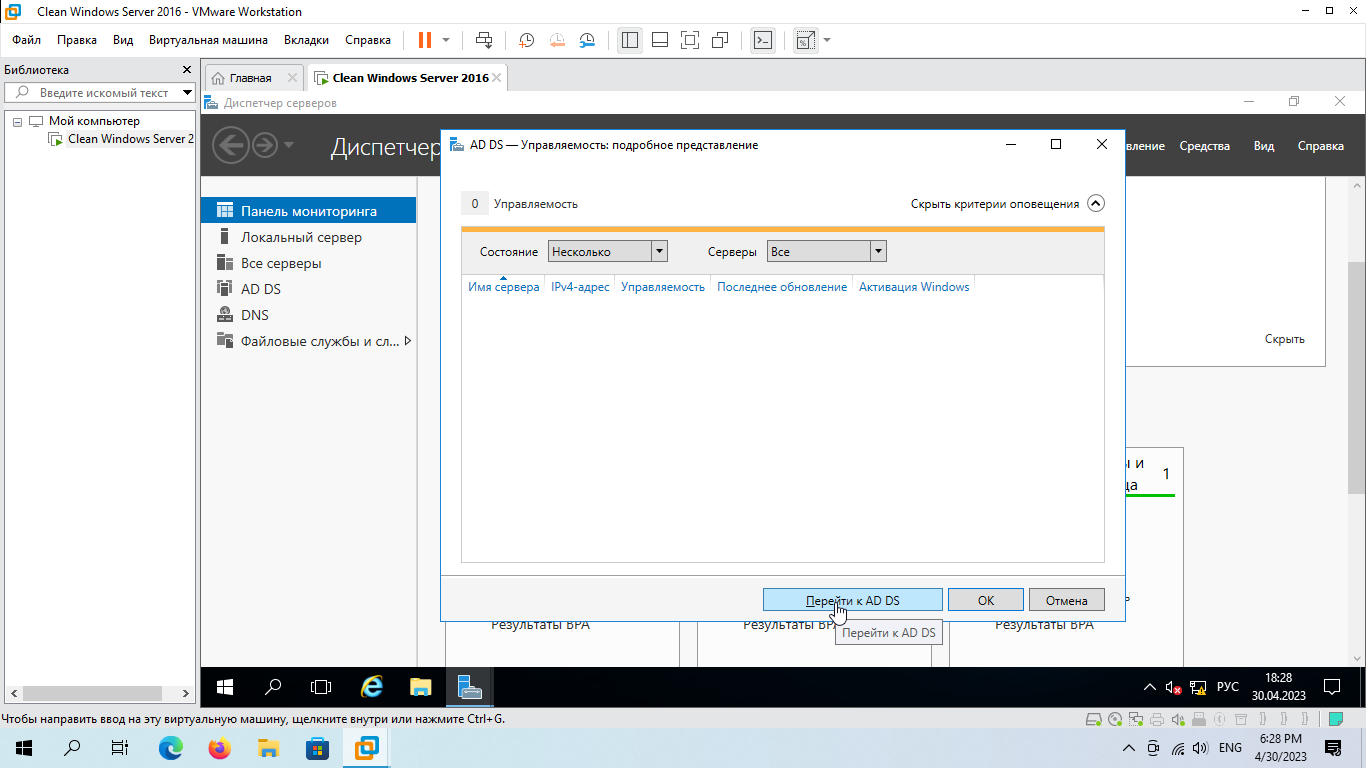 Clean Windows Server 2016 - VMware Workstation
Файл Правка Вид Виртуальная машина Вкладки Справка
Библиотека
Введите искомый текст
Мой компьютер
Clean Windows Server 2
Главная
Clean Windows Server 2016
Диспетчер серверов
Диспетчер
вление Средства Вид Справка
Панель мониторинга
Локальный сервер
Все серверы
AD DS
DNS
Файловые службы и сл...
AD DS — Управляемость: подробное представление
0 Управляемость
Скрыть критерии оповещения
Состояние Несколько Серверы Все
Имя сервера IPv4-адрес Управляемость Последнее обновление Активация Windows
Скрыть
ы и
ца
1
Перейти к AD DS ОК Отмена
Перейти к AD DS
Результаты BPA Результаты BPA Результаты BPA
РУС
18:28
30.04.2023
Чтобы направить ввод на эту виртуальную машину, щелкните внутри или нажмите Ctrl+G.
ENG
6:28 PM
4/30/2023